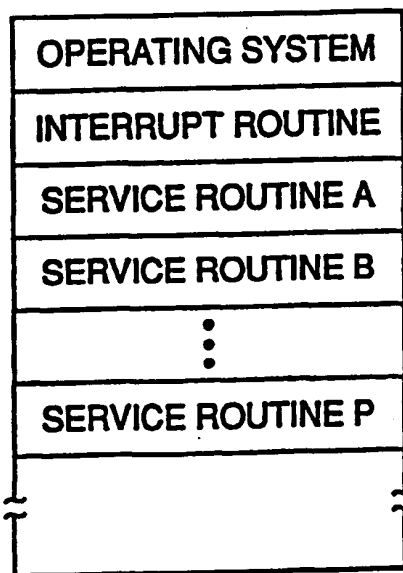 OPERATING SYSTEM
INTERRUPT ROUTINE
SERVICE ROUTINE A
SERVICE ROUTINE B
SERVICE ROUTINE P